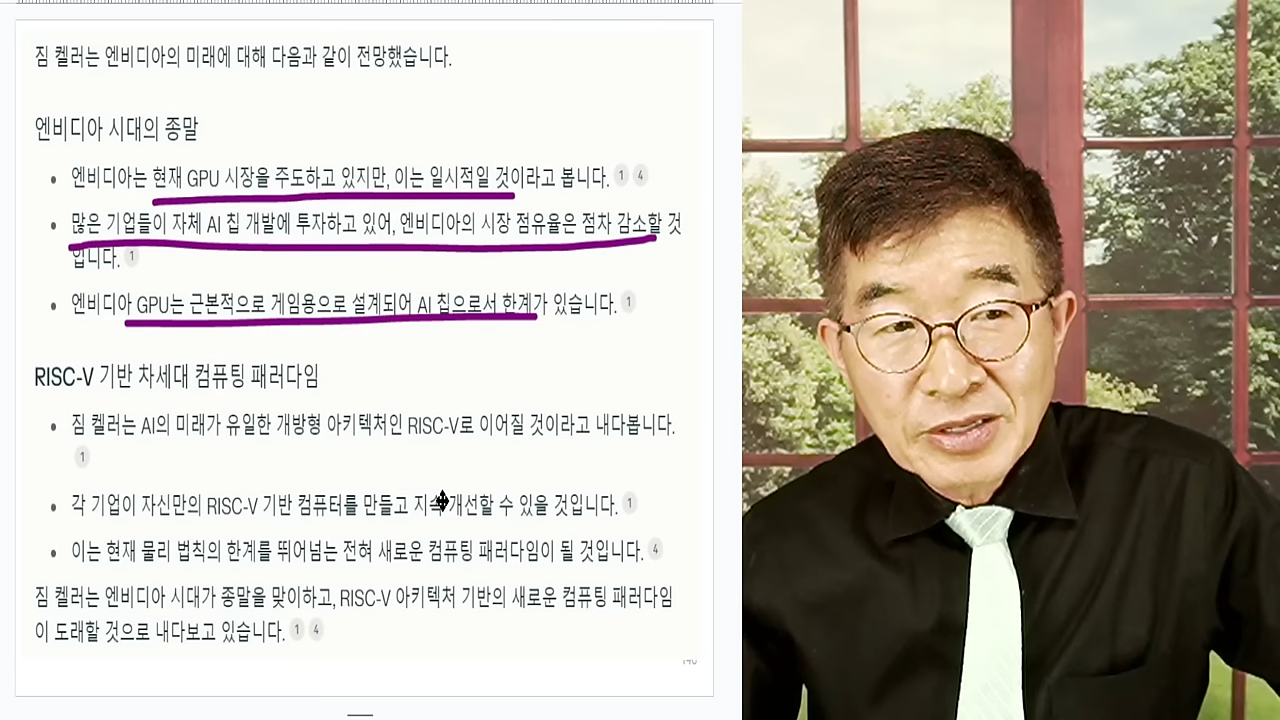 짐 켈러는 엔비디아의 미래에 대해 다음과 같이 전망했습니다.
엔비디아 시대의 종말
• 엔비디아는 현재 GPU 시장을 주도하고 있지만, 이는 일시적일 것이라고 봅니다. 1 4
• 많은 기업들이 자체 AI 칩 개발에 투자하고 있어, 엔비디아의 시장 점유율은 점차 감소할 것
입니다. 1
• 엔비디아 GPU는 근본적으로 게임용으로 설계되어 AI 칩으로서 한계가 있습니다. 1
RISC-V 기반 차세대 컴퓨팅 패러다임
• 짐 켈러는 AI의 미래가 유일한 개방형 아키텍처인 RISC-V로 이어질 것이라고 내다봅니다.
1
• 각 기업이 자신만의 RISC-V 기반 컴퓨터를 만들고 지속 개선할 수 있을 것입니다. 1
• 이는 현재 물리 법칙의 한계를 뛰어넘는 전혀 새로운 컴퓨팅 패러다임이 될 것입니다. 4
짐 켈러는 엔비디아 시대가 종말을 맞이하고, RISC-V 아키텍처 기반의 새로운 컴퓨팅 패러다임
이 도래할 것으로 내다보고 있습니다. 1 4